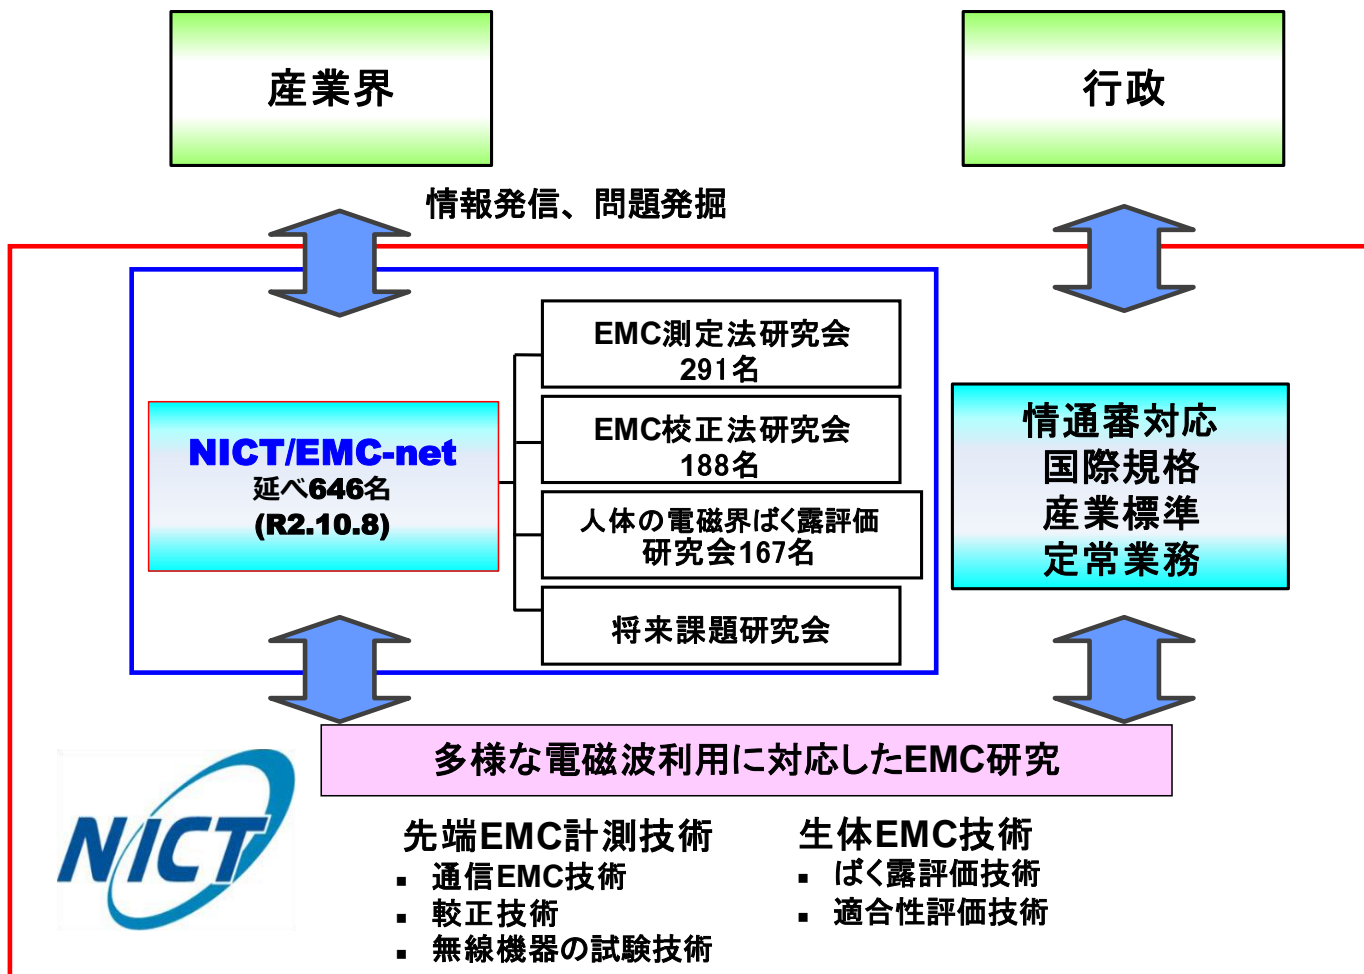 産業界
行政
情報発信、問題発掘
NICT/EMC-net
延べ646名
(R2.10.8)
EMC測定法研究会
291名
EMC校正法研究会
188名
人体の電磁界ばく露評価
研究会167名
将来課題研究会
情通審対応
国際規格
産業標準
定常業務
多様な電磁波利用に対応したEMC研究
NICT
先端EMC計測技術
▪ 通信EMC技術
▪ 較正技術
▪ 無線機器の試験技術
生体EMC技術
▪ ばく露評価技術
▪ 適合性評価技術